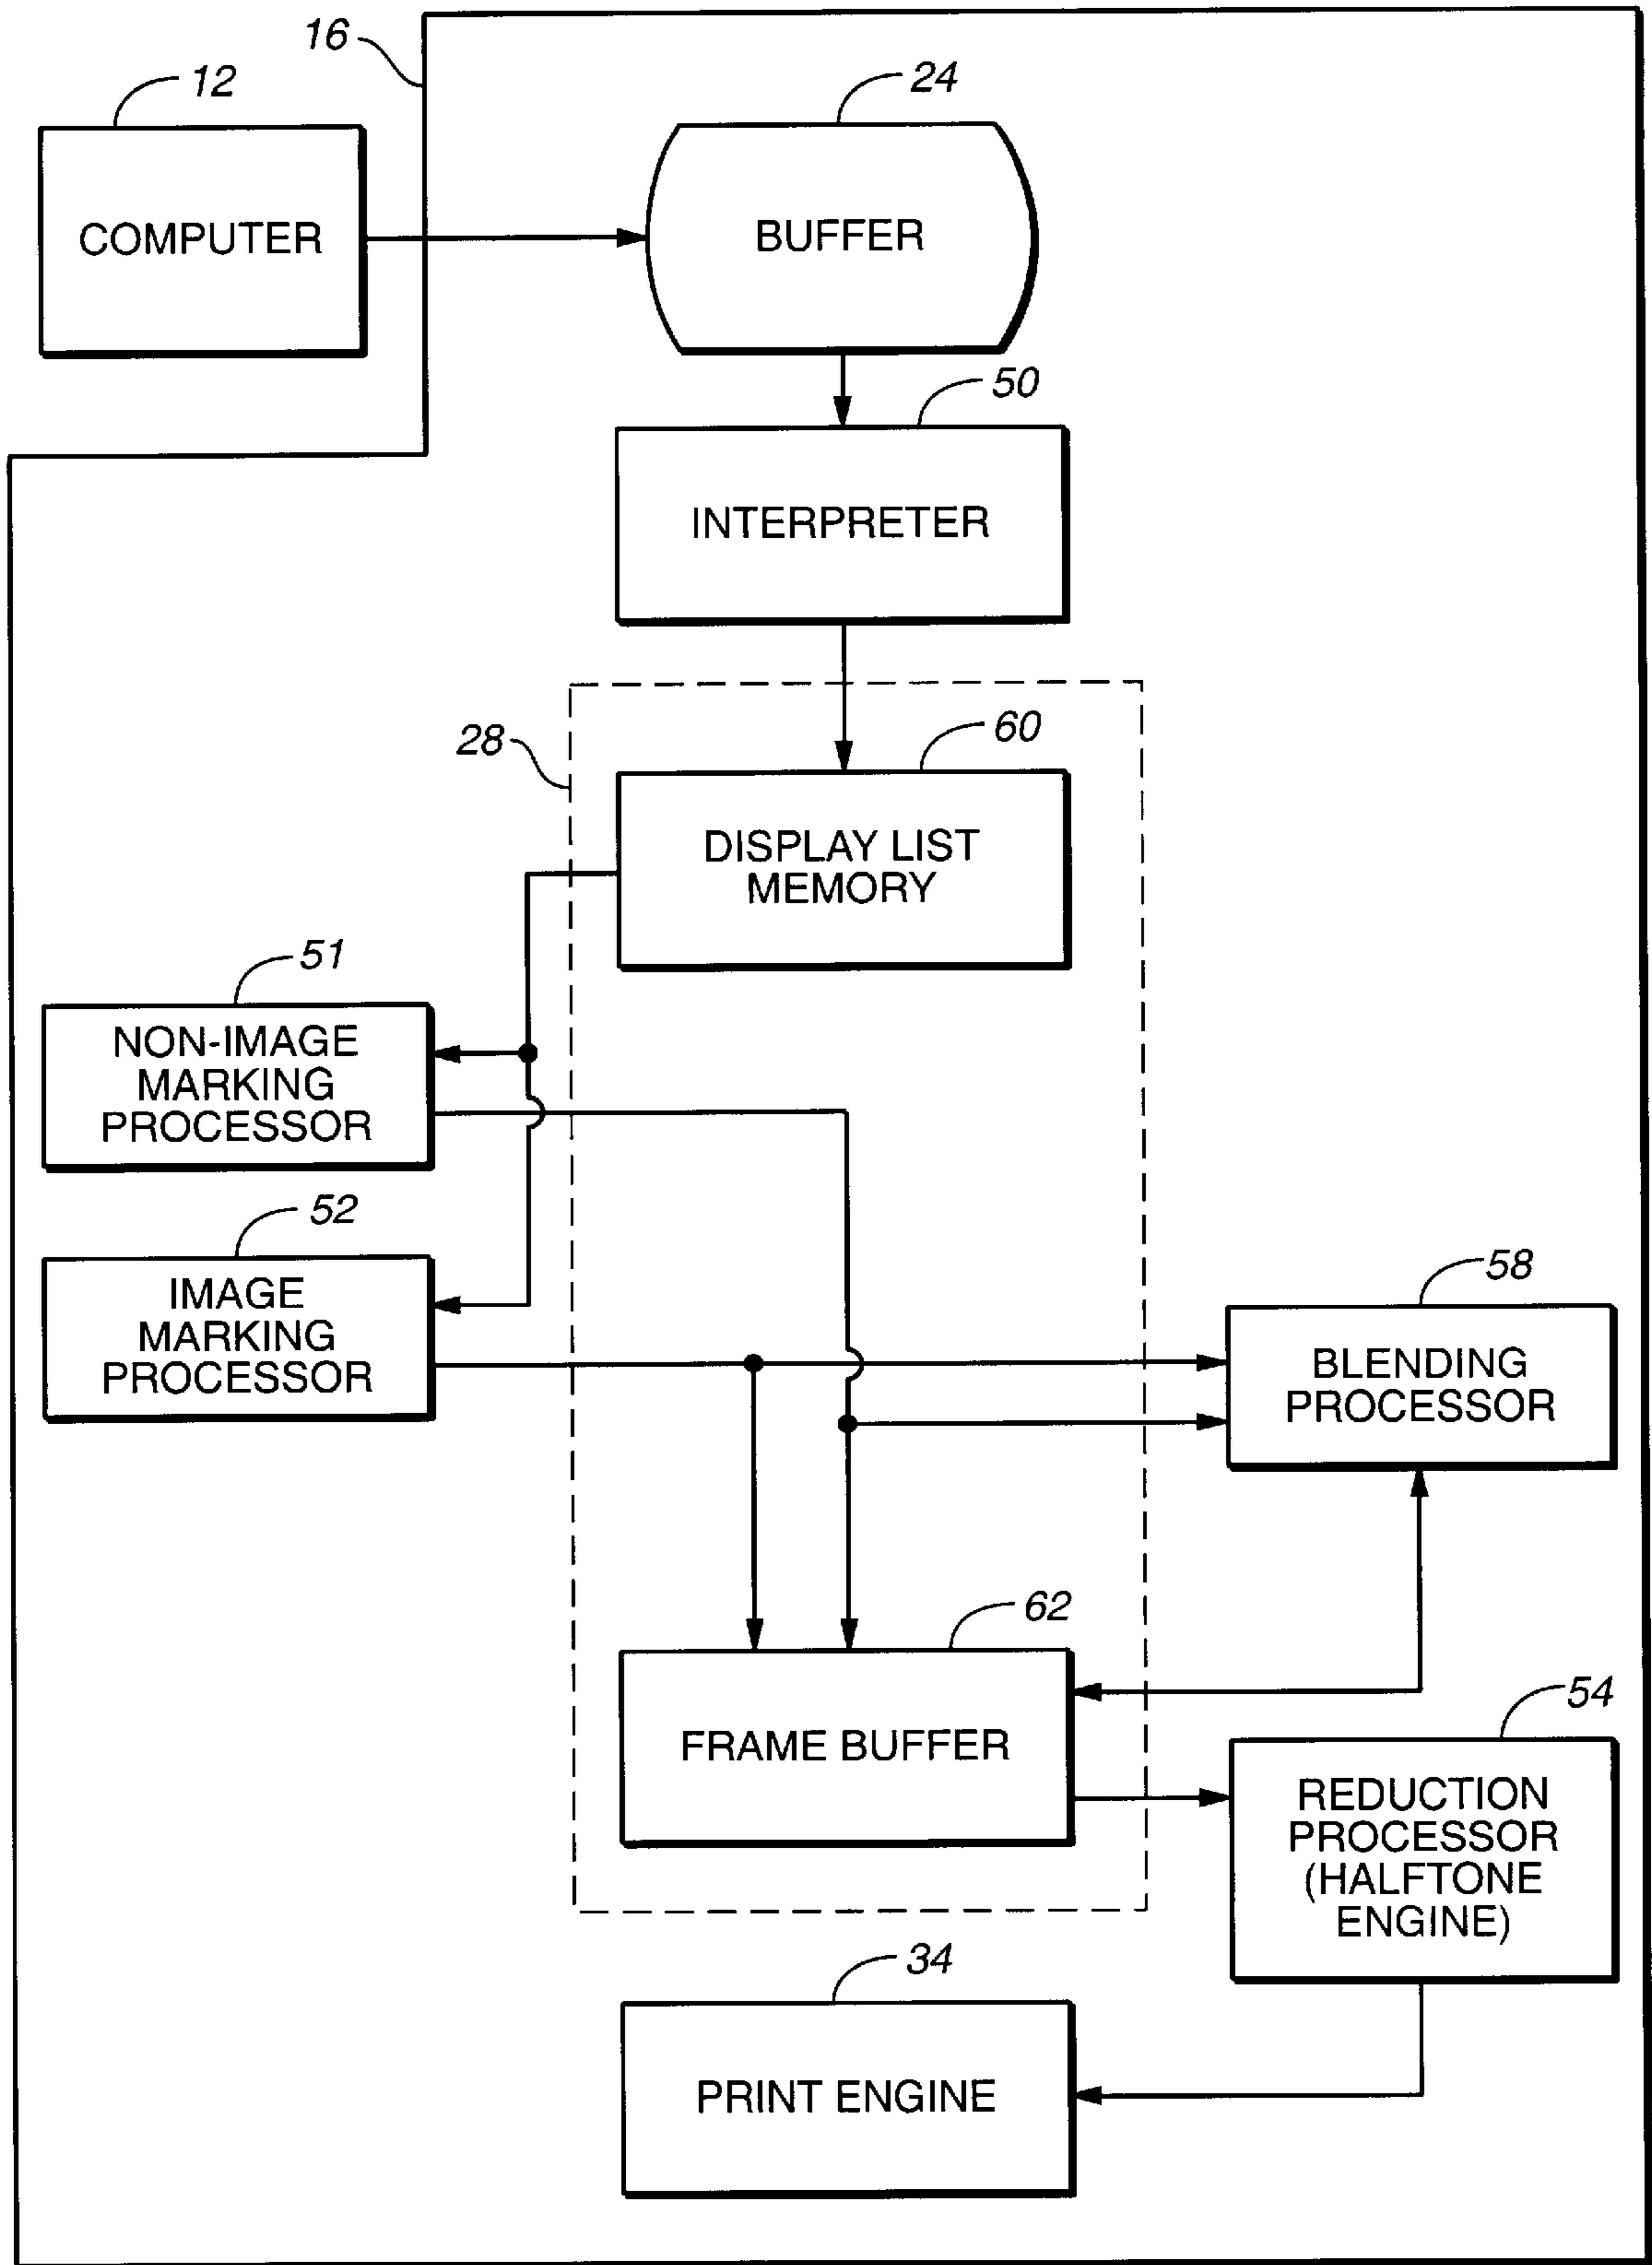 16
12
24
COMPUTER
BUFFER
50
INTERPRETER
28
60
DISPLAY LIST
MEMORY
51
NON-IMAGE
MARKING
PROCESSOR
52
IMAGE
MARKING
PROCESSOR
58
BLENDING
PROCESSOR
62
FRAME BUFFER
54
REDUCTION
PROCESSOR
(HALFTONE
ENGINE)
34
PRINT ENGINE